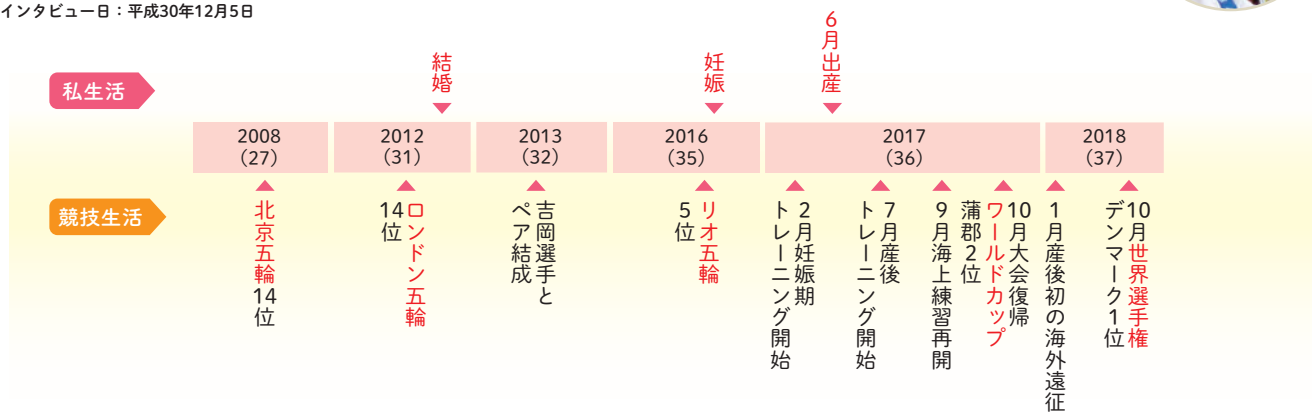 インタビュー日：平成30年12月5日
私生活
結婚
妊娠
6月出産
2008
（27）
2012
（31）
2013
（32）
2016
（35）
2017
（36）
2018
（37）
競技生活
北京五輪14位
ロンドン五輪
14位
吉岡選手と
ペア結成
リオ五輪
5位
2月妊娠期
トレーニング開始
7月産後
トレーニング開始
9月海上練習再開
10月大会復帰
ワールドカップ
蒲郡2位
1月産後初の海外遠征
10月世界選手権
デンマーク1位